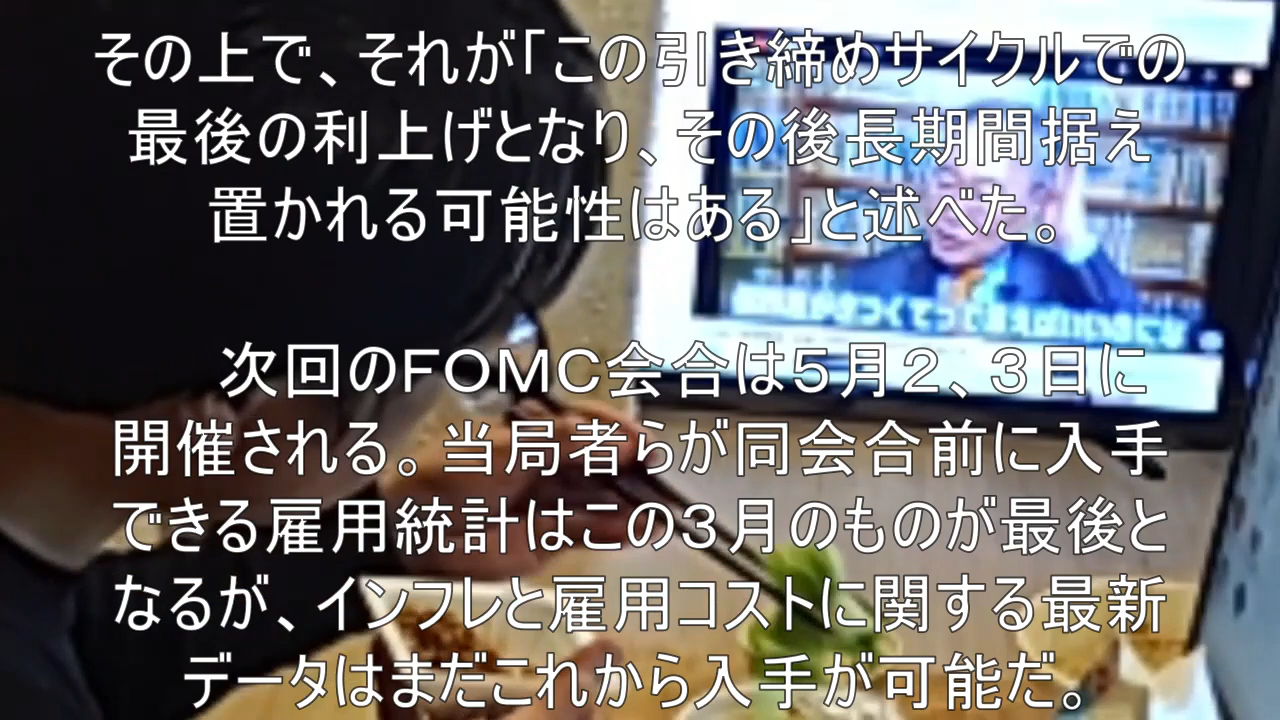 その上で、それが「この引き締めサイクルでの
最後の利上げとなり、その後長期間据え
置かれる可能性はある」と述べた。
次回のＦＯＭＣ会合は５月２、３日に
開催される。当局者らが同会合前に入手
できる雇用統計はこの３月のものが最後と
なるが、インフレと雇用コストに関する最新
データはまだこれから入手が可能だ。